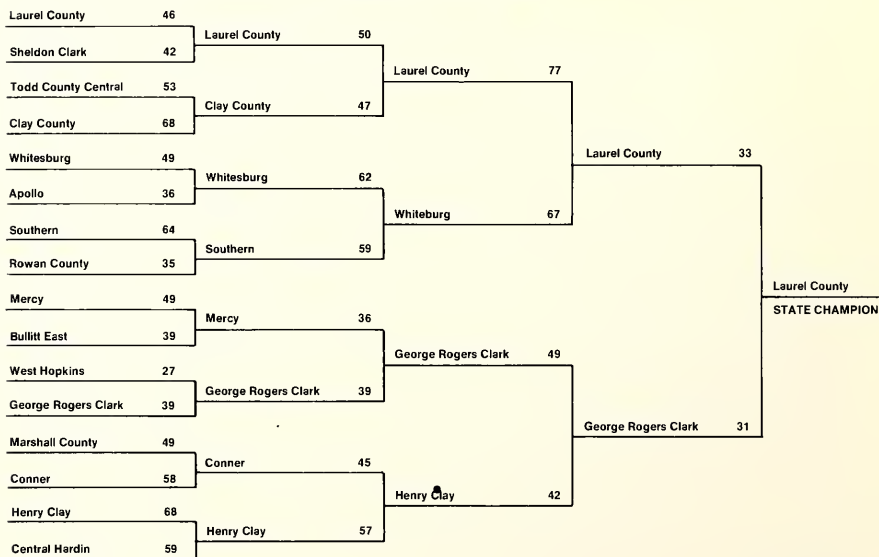 Laurel County 46
Sheldon Clark 42
Todd County Central 53
Clay County 68
Whitesburg 49
Apollo 36
Southern 64
Rowan County 35
Mercy 49
Bullitt East 39
West Hopkins 27
George Rogers Clark 39
Marshall County 49
Conner 58
Henry Clay 68
Central Hardin 59
Laurel County 50
Clay County 47
Whitesburg 62
Southern 59
Mercy 36
George Rogers Clark 39
Conner 45
Henry Clay 57
Laurel County 77
Whiteburg 67
George Rogers Clark 49
Henry Clay 42
Laurel County 33
George Rogers Clark 31
Laurel County
STATE CHAMPION